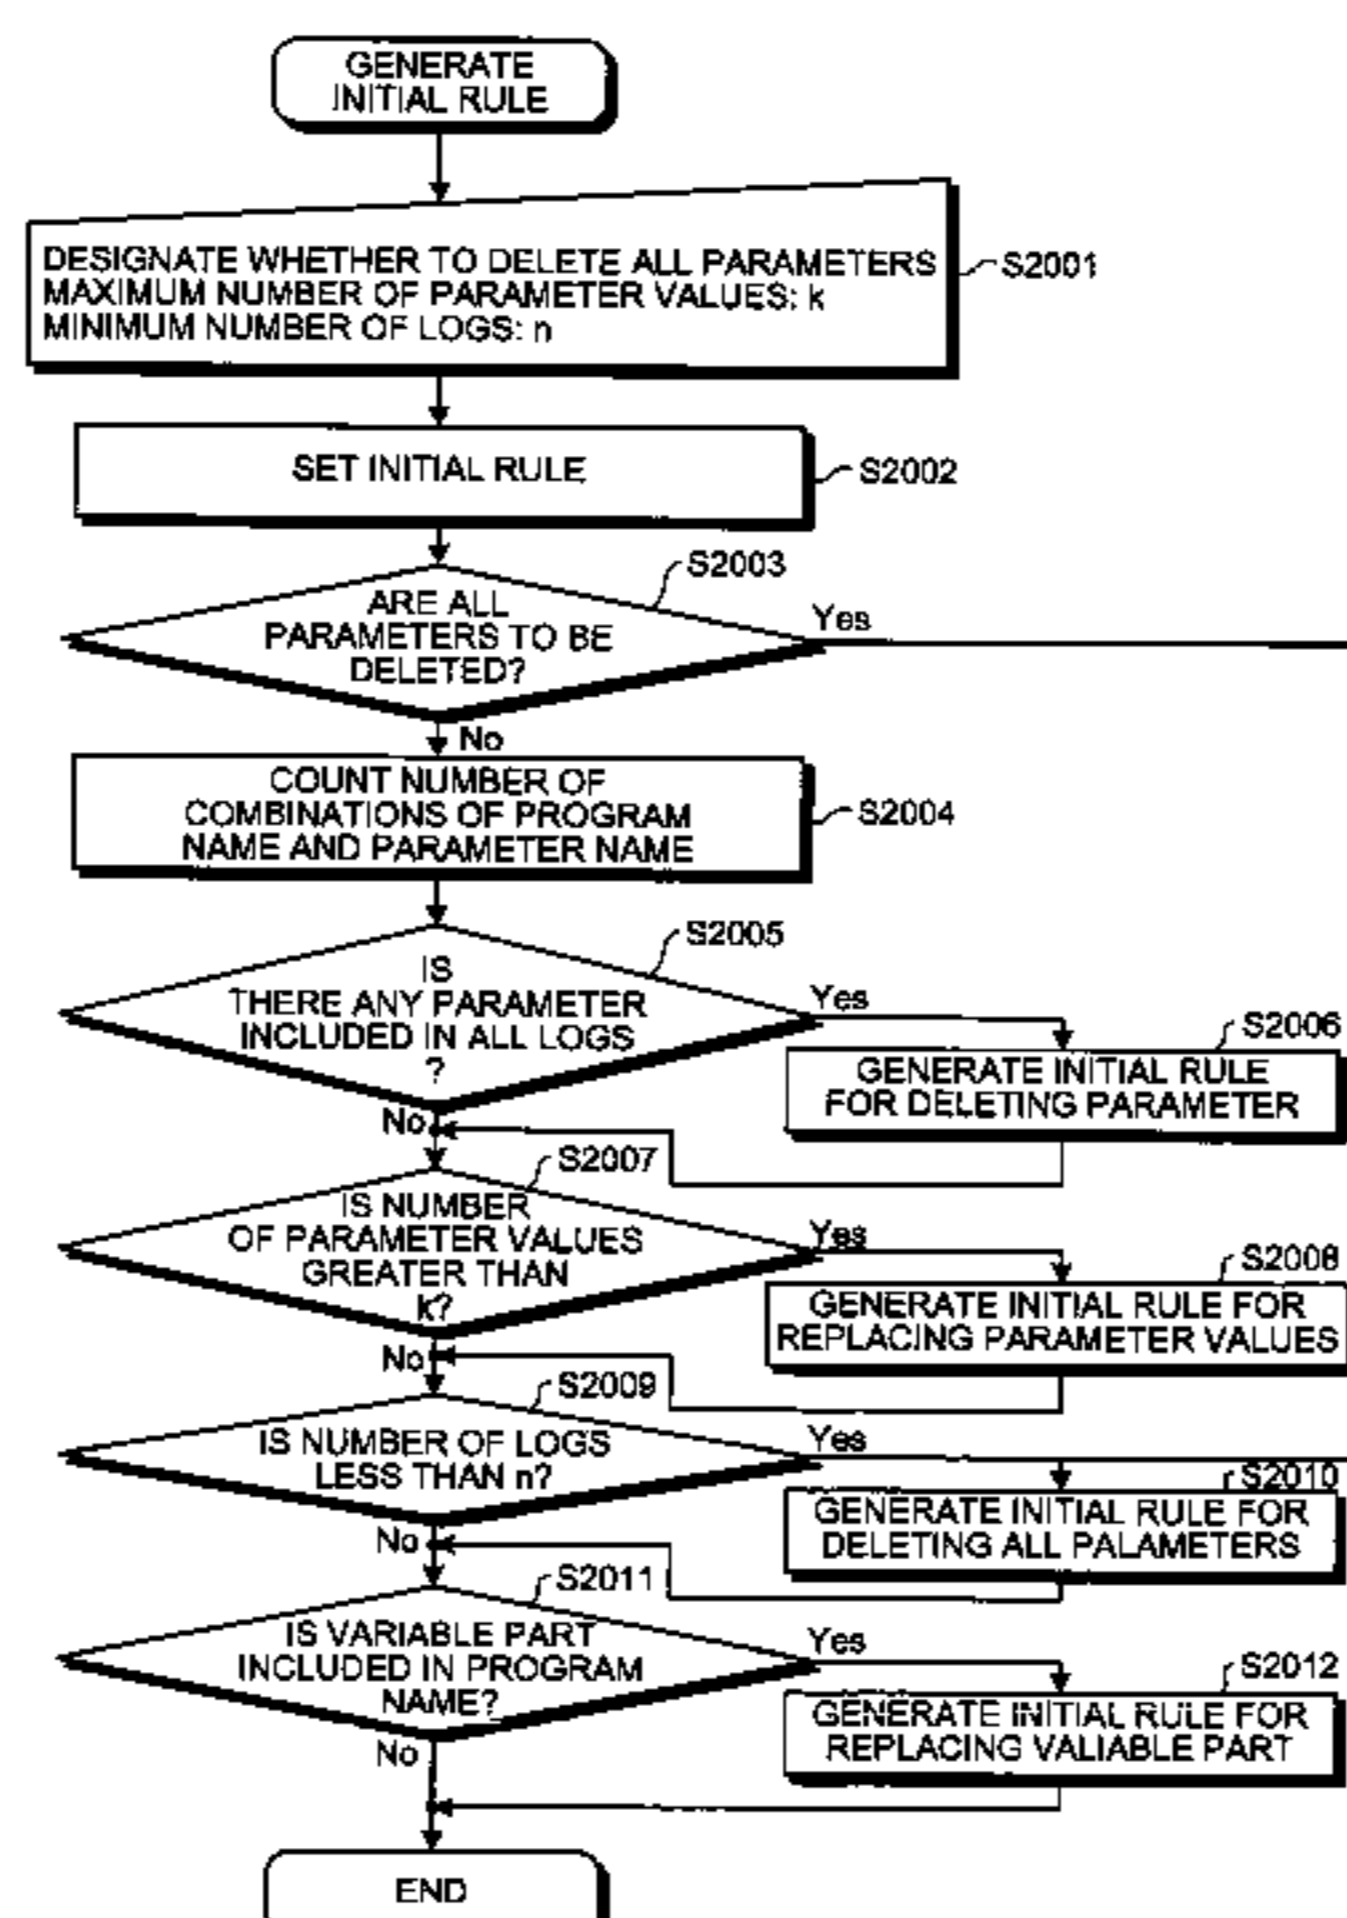 GENERATE
INITIAL RULE
DESIGNATE WHETHER TO DELETE ALL PARAMETERS
MAXIMUM NUMBER OF PARAMETER VALUES: k
MINIMUM NUMBER OF LOGS: n
S2001
SET INITIAL RULE
S2002
S2003
ARE ALL
PARAMETERS TO BE
DELETED?
Yes
No
COUNT NUMBER OF
COMBINATIONS OF PROGRAM
NAME AND PARAMETER NAME
S2004
S2005
IS
THERE ANY PARAMETER
INCLUDED IN ALL LOGS
?
Yes
S2006
GENERATE INITIAL RULE
FOR DELETING PARAMETER
No
S2007
IS NUMBER
OF PARAMETER VALUES
GREATER THAN
k?
Yes
S2008
GENERATE INITIAL RULE FOR
REPLACING PARAMETER VALUES
No
S2009
IS NUMBER OF LOGS
LESS THAN n?
Yes
S2010
GENERATE INITIAL RULE FOR
DELETING ALL PALAMETERS
No
S2011
IS VARIABLE PART
INCLUDED IN PROGRAM
NAME?
Yes
S2012
GENERATE INITIAL RULE FOR
REPLACING VALIABLE PART
No
END